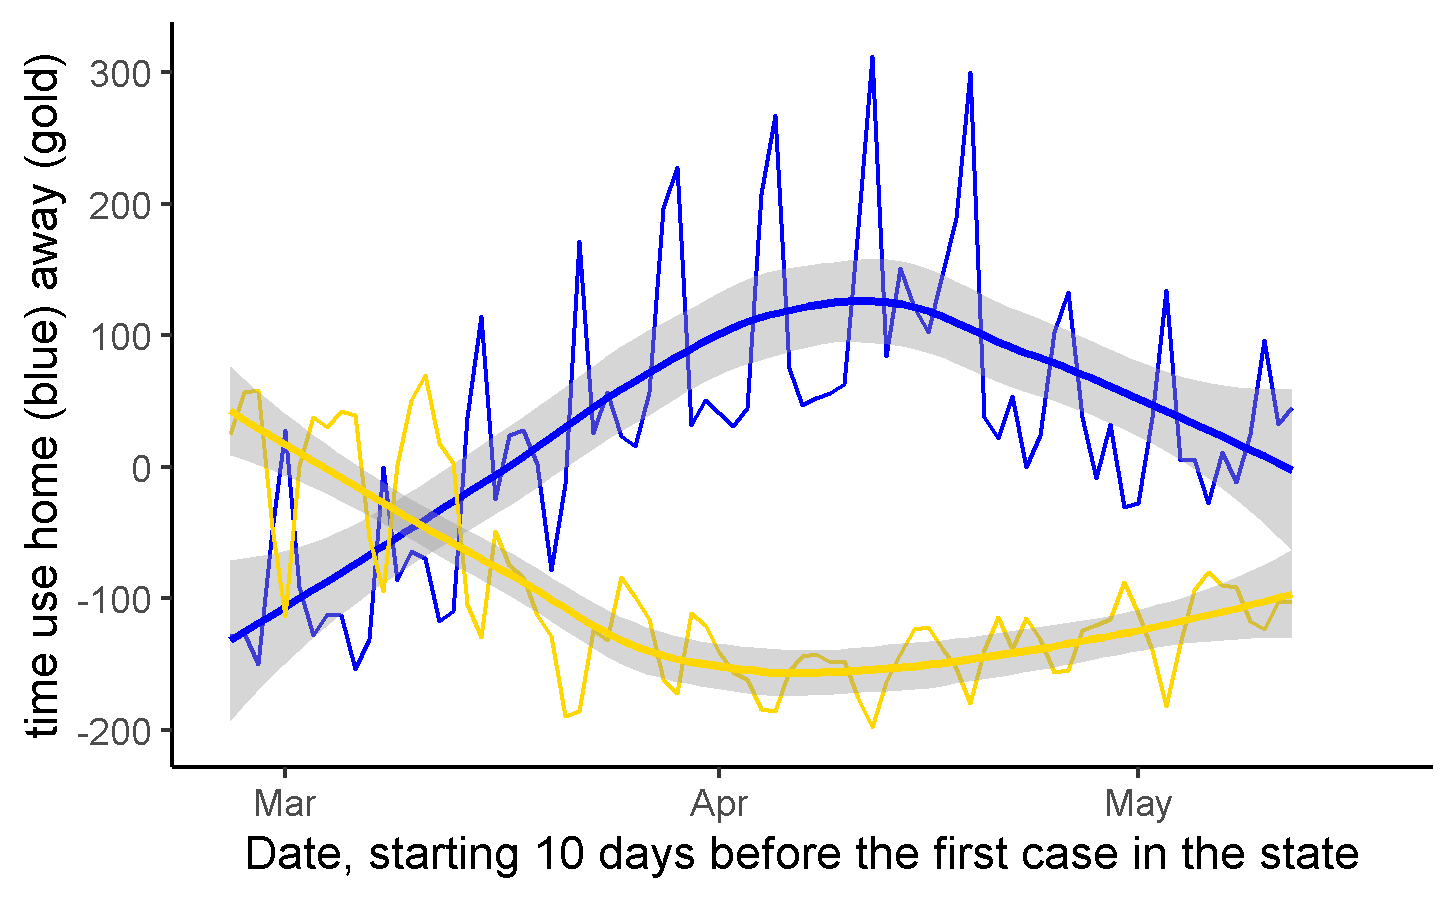 time use home (blue) away (gold)
300
200
100
0
-100
-200
Mar
Apr
May
Date, starting 10 days before the first case in the state